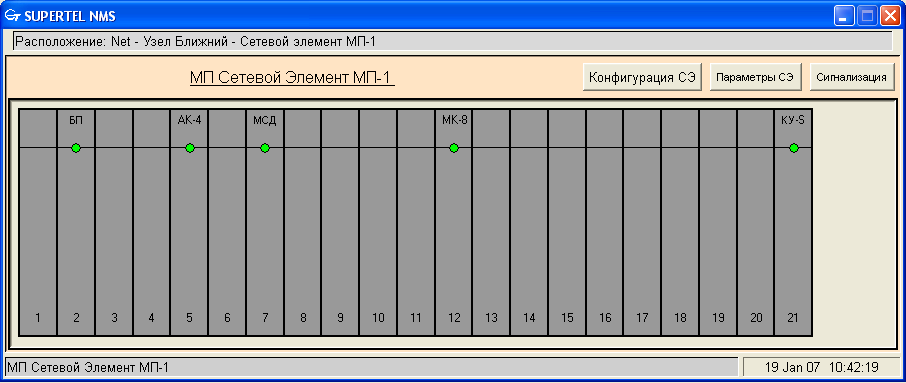 SUPERTEL NMS
Расположение: Net - Узел Ближний - Сетевой элемент МП-1
МП Сетевой Элемент МП-1 Конфигурация СЭ Параметры СЭ Сигнализация
БП АК-4 МСД МК-8 КУ-S
1 2 3 4 5 6 7 8 9 10 11 12 13 14 15 16 17 18 19 20 21
МП Сетевой Элемент МП-1 19 Jan 07 10:42:19